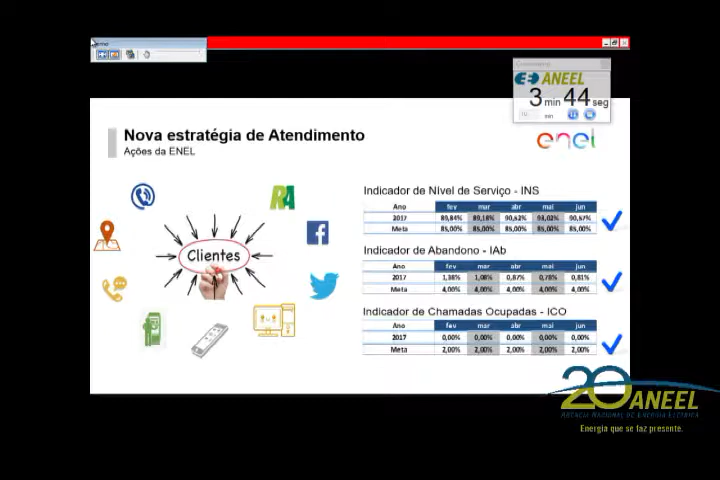 ANEEL
3 min 44 seg
min
Nova estratégia de Atendimento
Ações da ENEL
enel
RA
Clientes
Indicador de Nível de Serviço - INS
Ano fev mar abr mai jun
2017 89,84% 89,18% 90,52% 93,02% 90,57%
Meta 85,00% 85,00% 85,00% 85,00% 85,00%
Indicador de Abandono - IAb
Ano fev mar abr mai jun
2017 1,38% 1,08% 0,87% 0,78% 0,81%
Meta 4,00% 4,00% 4,00% 4,00% 4,00%
Indicador de Chamadas Ocupadas - ICO
Ano fev mar abr mai jun
2017 0,00% 0,00% 0,00% 0,00% 0,00%
Meta 2,00% 2,00% 2,00% 2,00% 2,00%
20 ANEEL
AGÊNCIA NACIONAL DE ENERGIA ELÉTRICA
Energia que se faz presente.